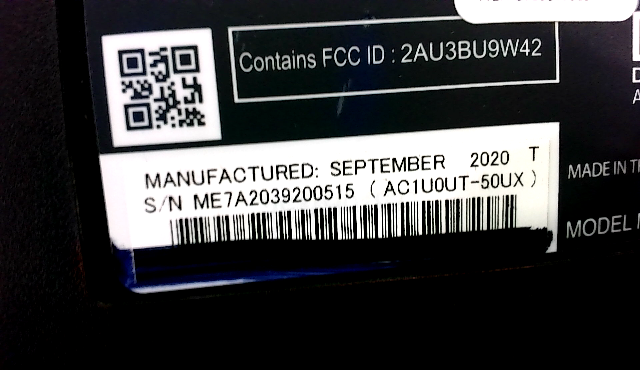 Contains FCC ID : 2AU3BU9W42
MANUFACTURED: SEPTEMBER 2020 T
S/N ME7A2039200515 ( AC1U0UT-50UX )
MADE IN
MODEL